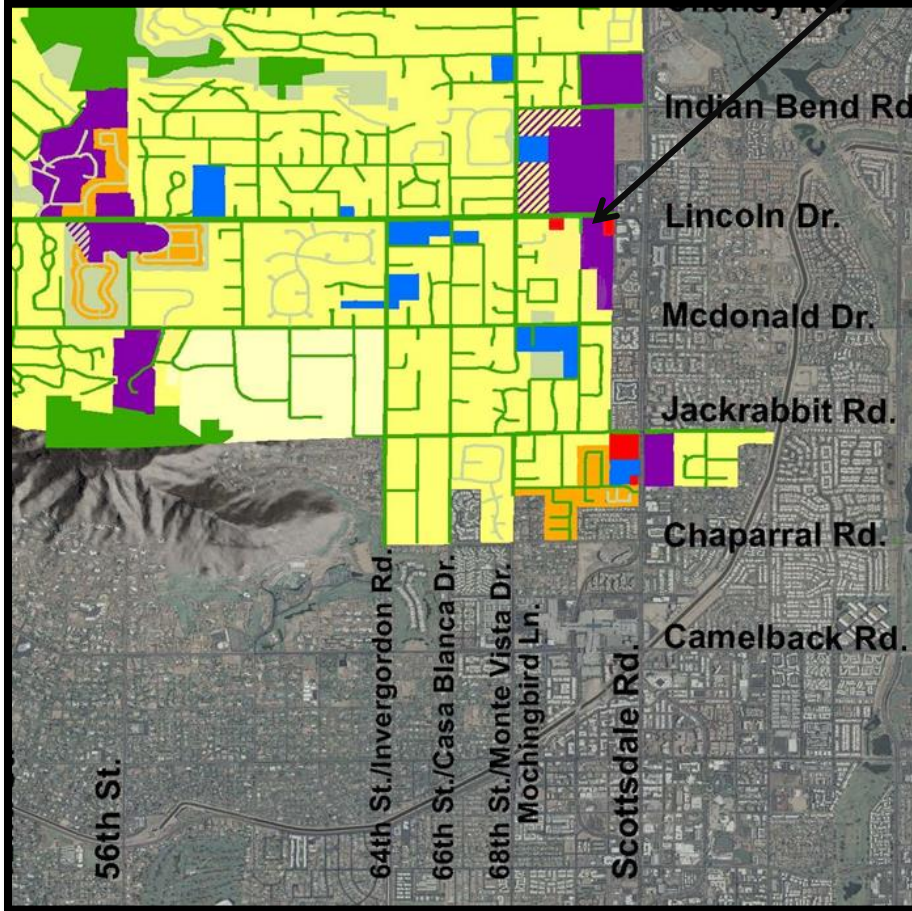 Indian Bend Rd
Lincoln Dr.
Mcdonald Dr.
Jackrabbit Rd.
Chaparral Rd.
Camelback Rd.
56th St.
64th St./Invergordon Rd.
66th St./Casa Blanca Dr.
68th St./Monte Vista Dr.
Mochingbird Ln.
Scottsdale Rd.